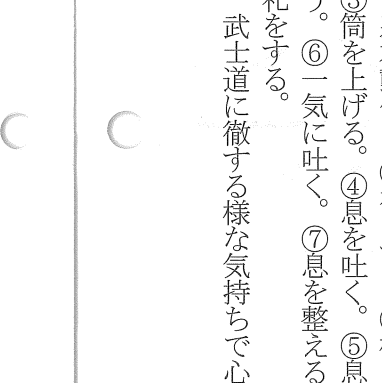 ③筒を上げる。④息を吐く。⑤息
う。⑥一気に吐く。⑦息を整える
礼をする。
武士道に徹する様な気持ちで心